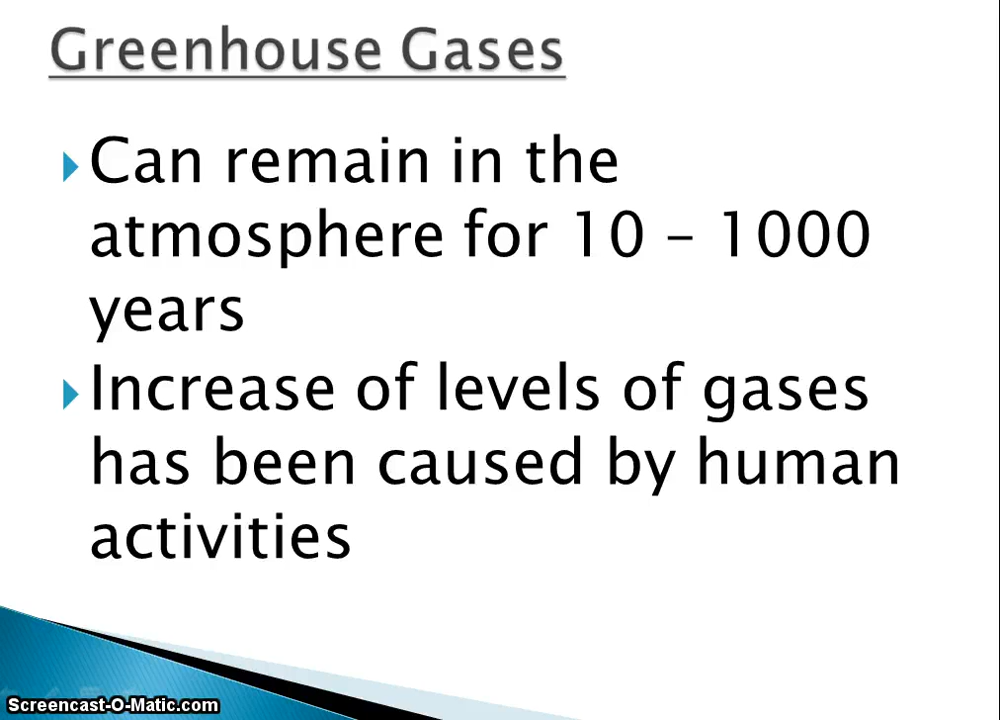 Greenhouse Gases
Can remain in the
atmosphere for 10 – 1000
years
Increase of levels of gases
has been caused by human
activities
Screencast-O-Matic.com